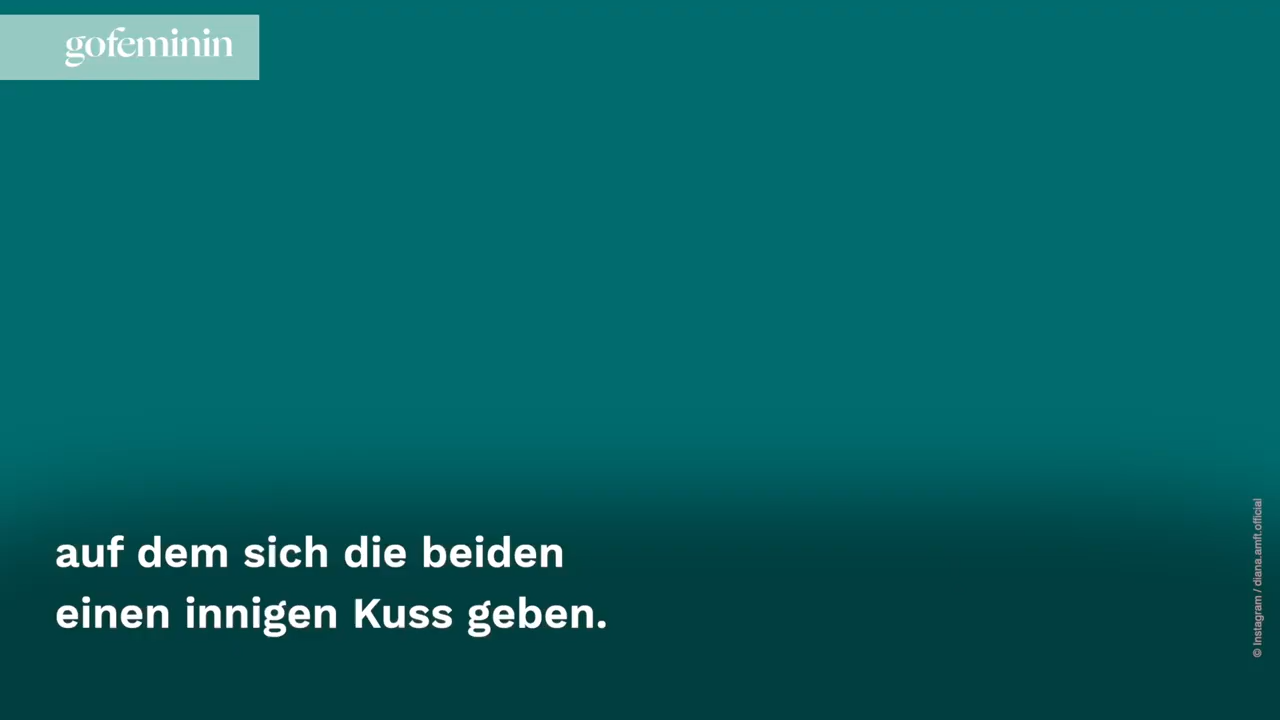 gofeminin
auf dem sich die beiden
einen innigen Kuss geben.
© Instagram / diana.amft.official